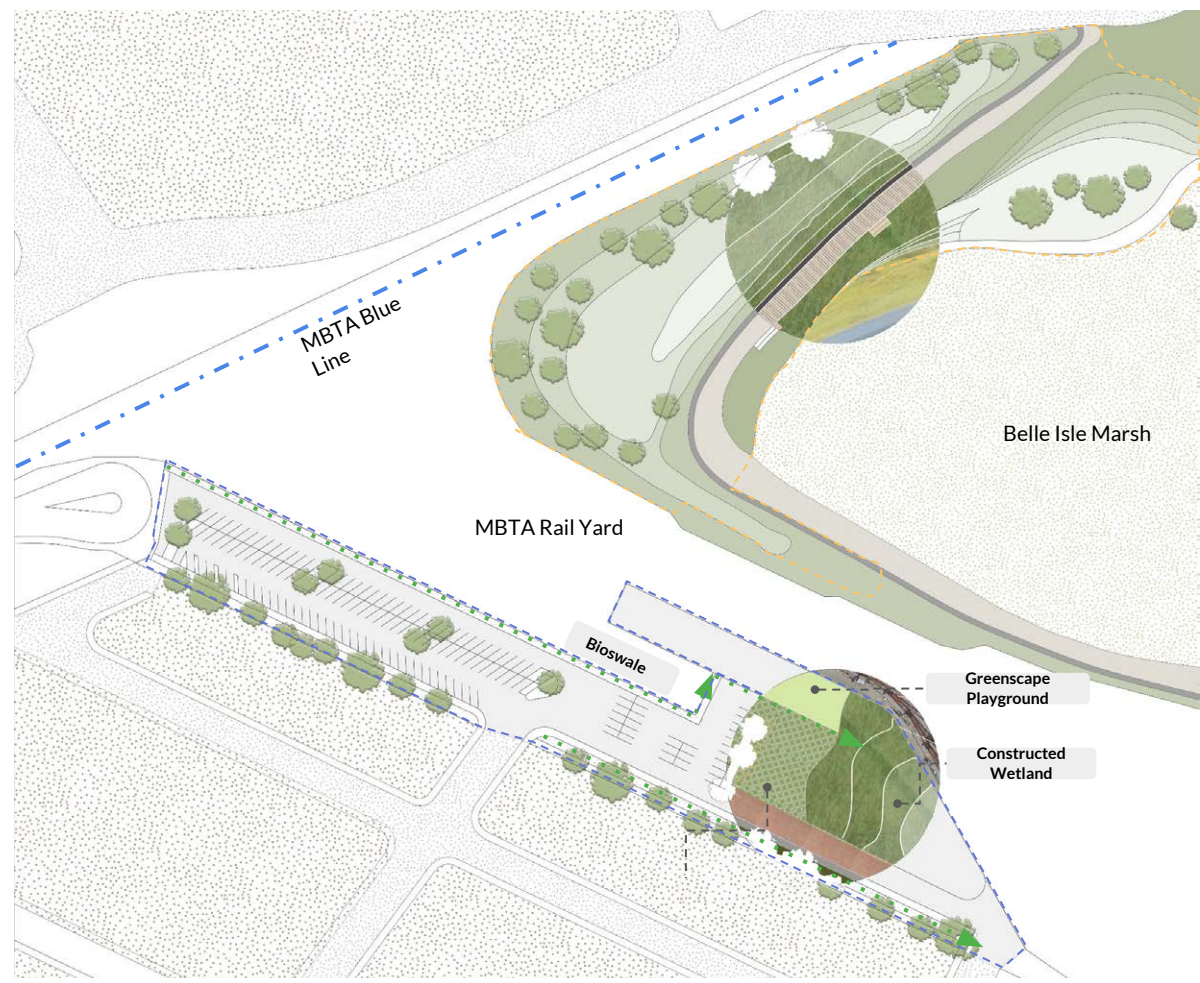 MBTA Blue
Line
Belle Isle Marsh
MBTA Rail Yard
Bioswale
Greenscape
Playground
Constructed
Wetland